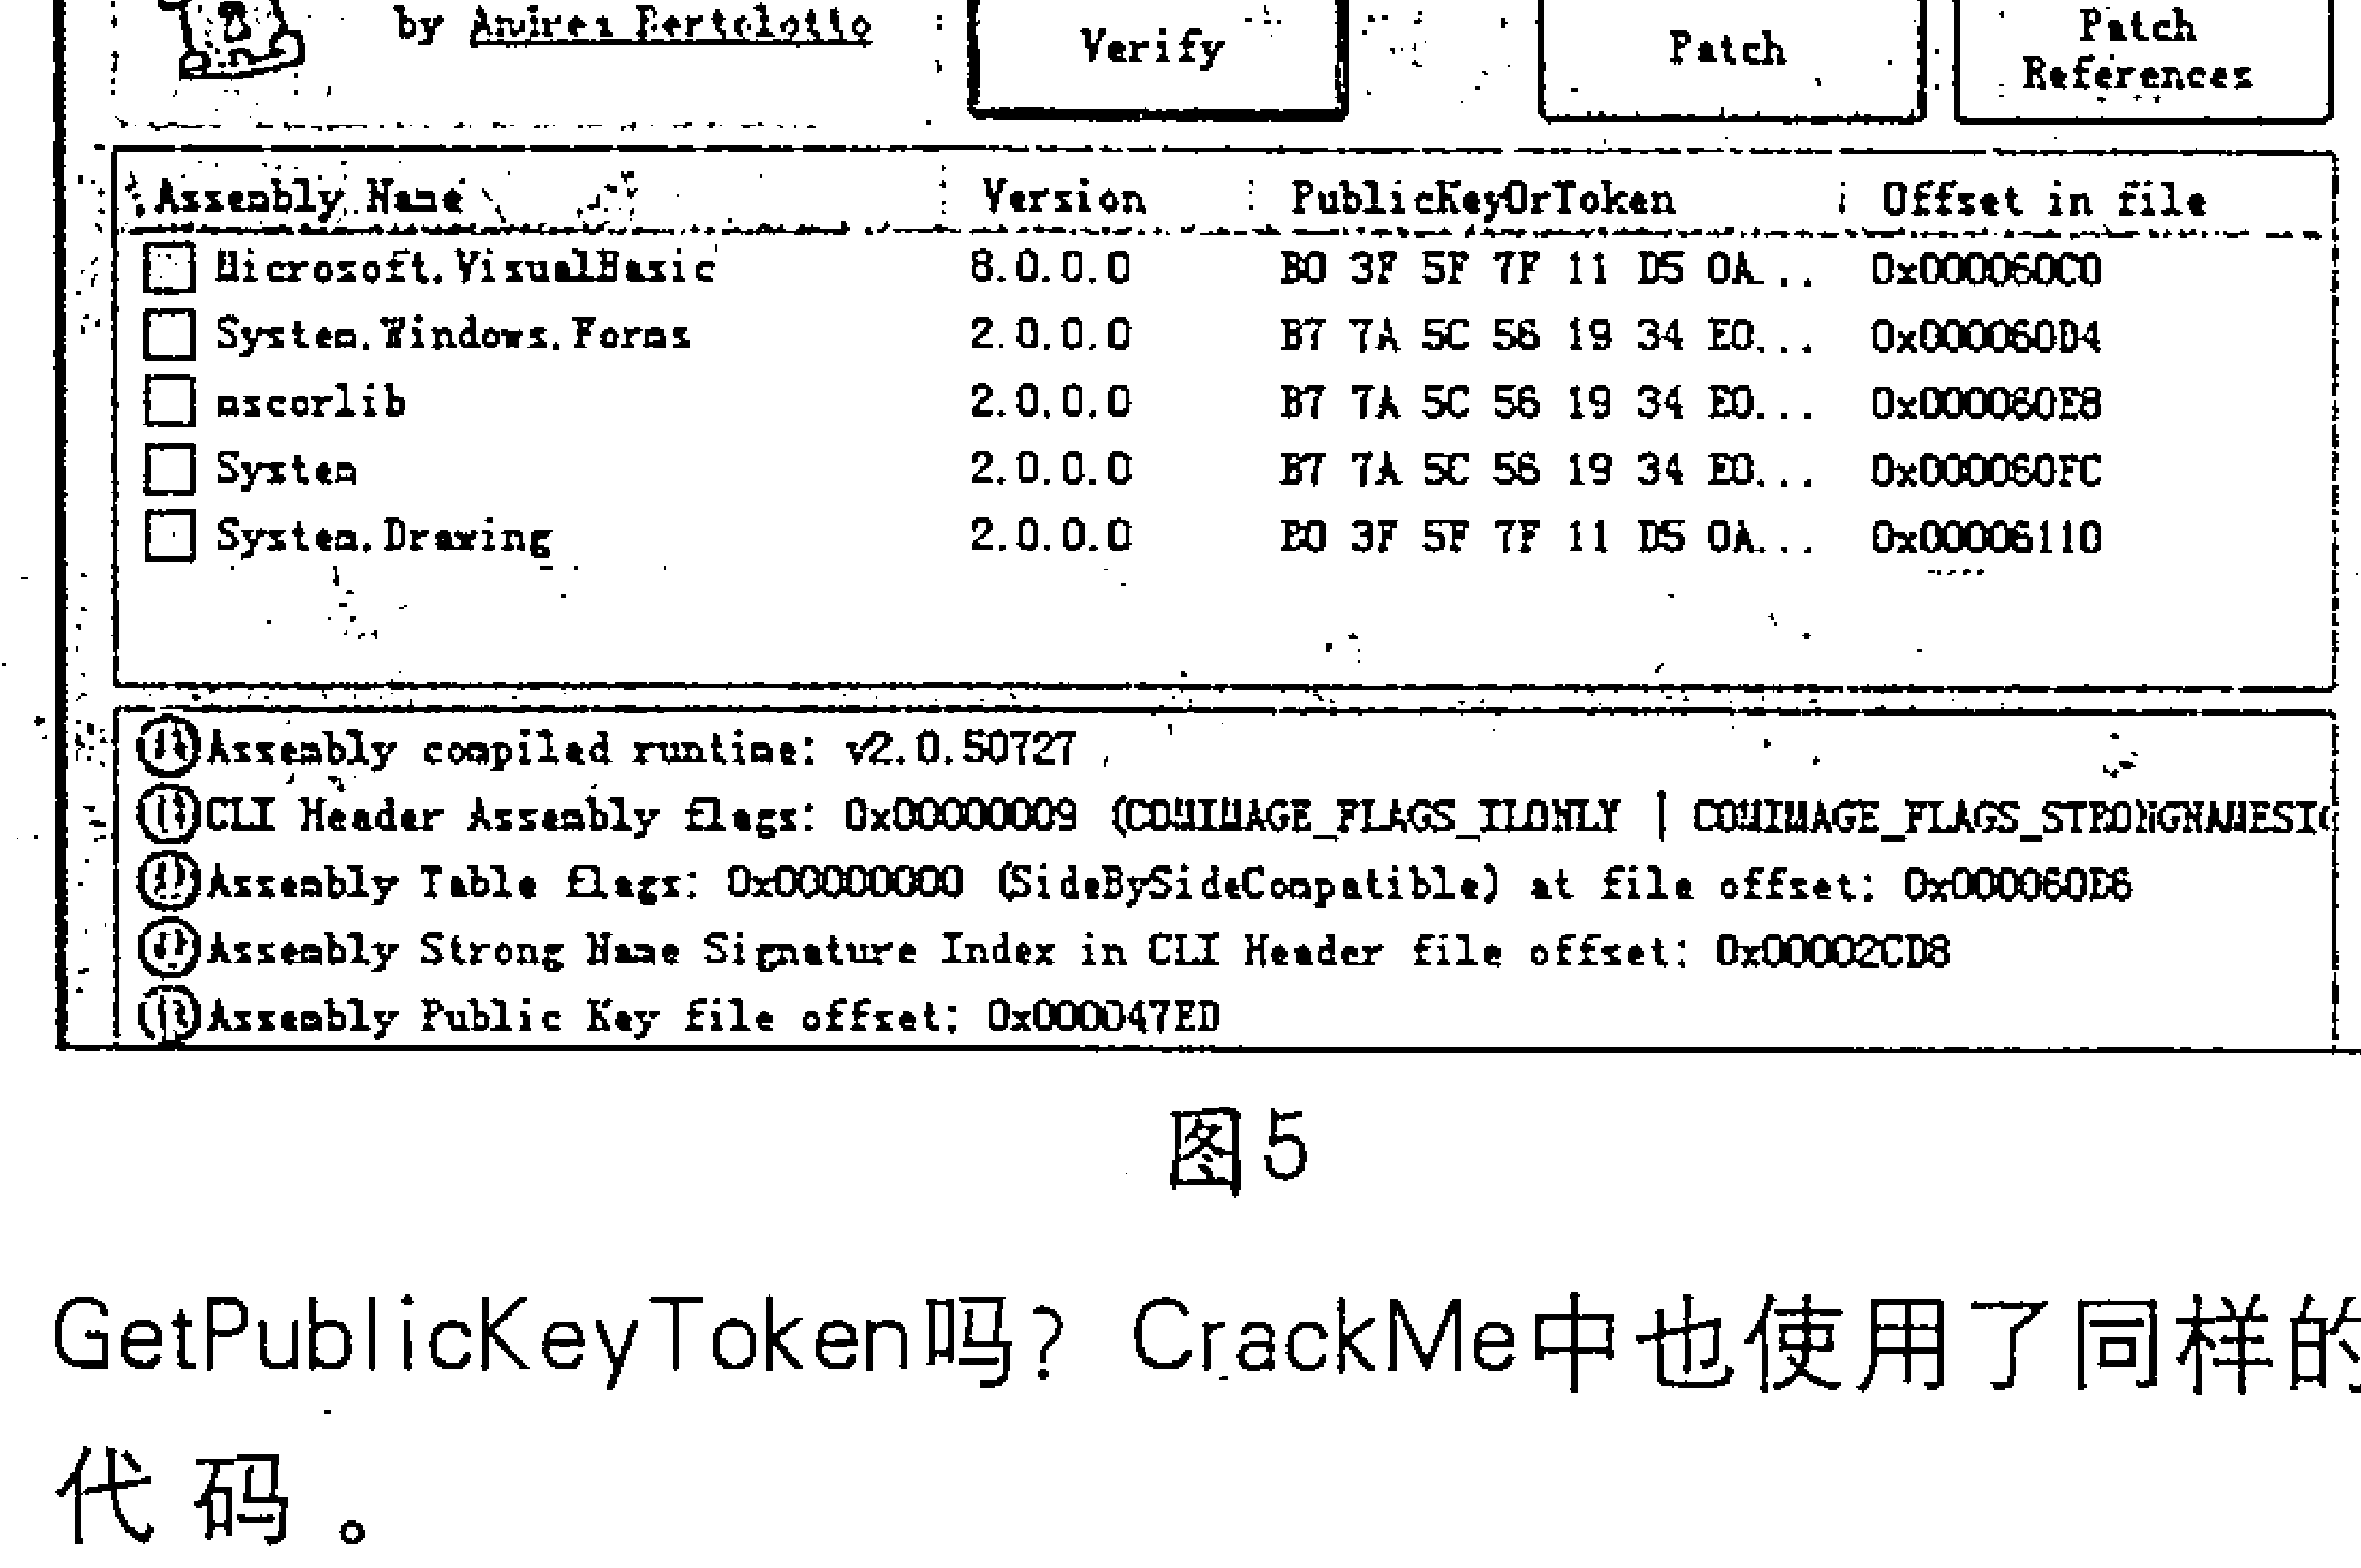 by Andrea Bertolotto
Verify
Patch
Patch
References
Assembly Name Version PublicKeyOrToken Offset in file
Microsoft.VisualBasic 8.0.0.0 B0 3F 5F 7F 11 D5 0A... 0x000060C0
System.Windows.Forms 2.0.0.0 B7 7A 5C 56 19 34 E0... 0x000060D4
mscorlib 2.0.0.0 B7 7A 5C 56 19 34 E0... 0x000060E8
System 2.0.0.0 B7 7A 5C 56 19 34 E0... 0x000060FC
System.Drawing 2.0.0.0 B0 3F 5F 7F 11 D5 0A... 0x00006110
Assembly compiled runtime: v2.0.50727
CLI Header Assembly flags: 0x00000009 (COMIMAGE_FLAGS_ILONLY | COMIMAGE_FLAGS_STRONGNAMESIG
Assembly Table flags: 0x00000000 (SideBySideCompatible) at file offset:
Assembly Strong Name Signature Index in CLI Header file offset: 0x00002CD8
Assembly Public Key file offset: 0x000047ED
图5
GetPublicKeyToken吗? CrackMe中也使用了同样的
代码。